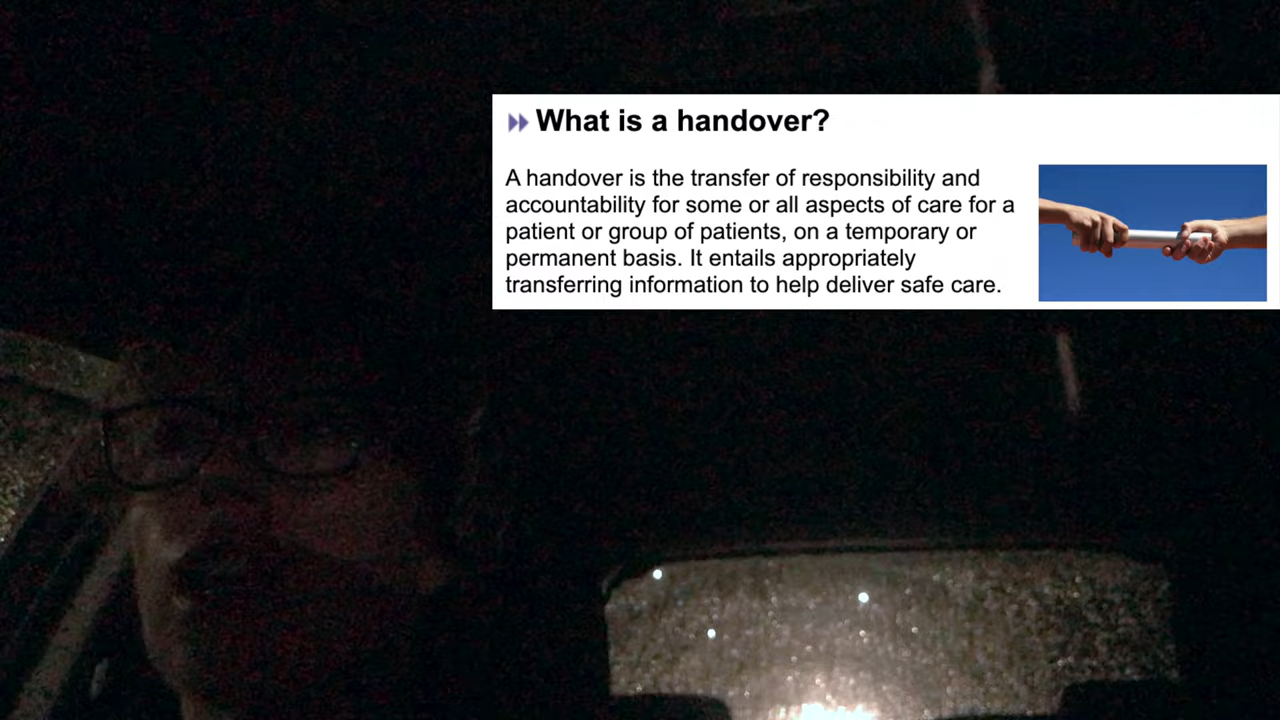 What is a handover?
A handover is the transfer of responsibility and
accountability for some or all aspects of care for a
patient or group of patients, on a temporary or
permanent basis. It entails appropriately
transferring information to help deliver safe care.